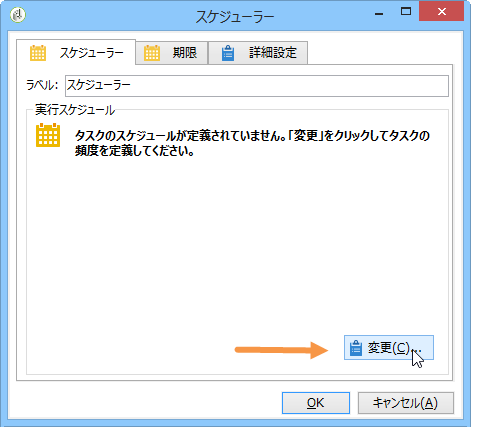 スケジューラー
スケジューラー 期限 詳細設定
ラベル: スケジューラー
実行スケジュール
タスクのスケジュールが定義されていません。「変更」をクリックしてタスクの
頻度を定義してください。
変更(C)...
OK キャンセル(A)